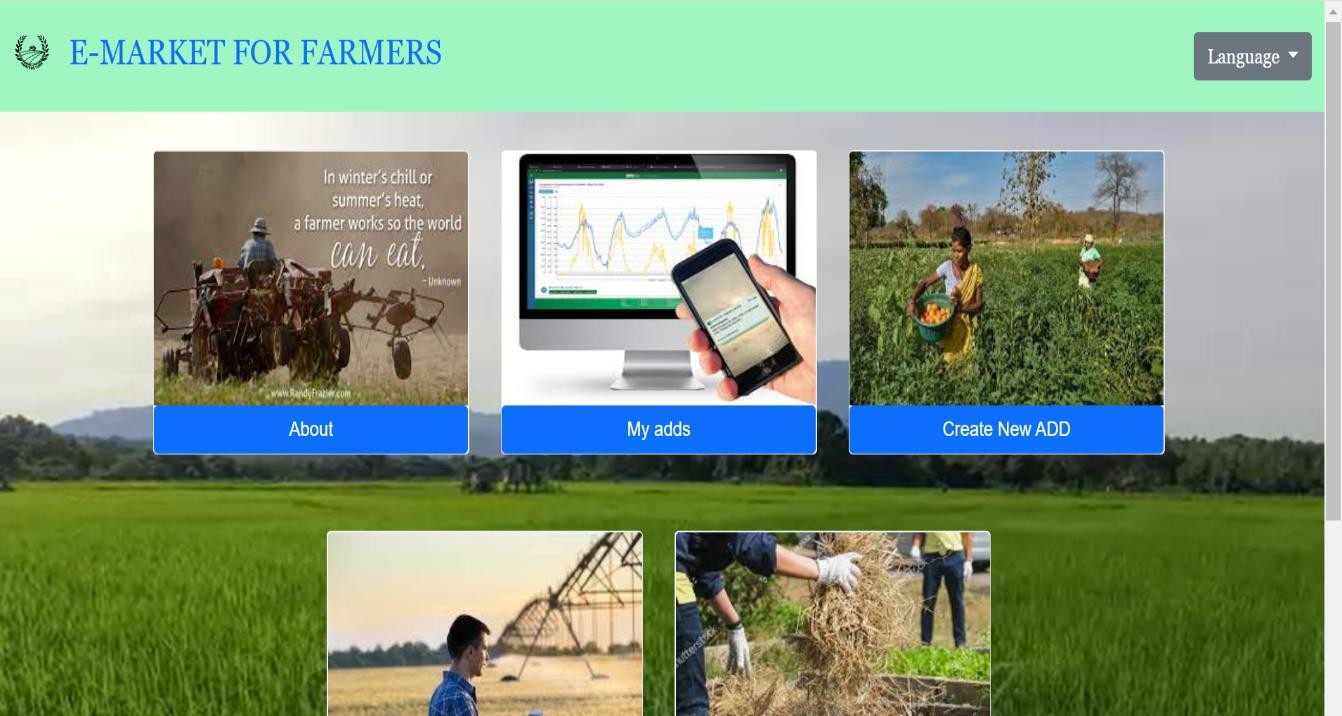 E-MARKET FOR FARMERS
Language
In winter's chill or
summer's heat,
a farmer works so the world
can eat.
- Unknown
www.RandyFrazier.com
About
My adds
Create New ADD